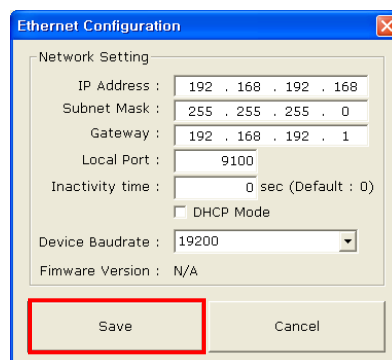 Ethernet Configuration
Network Setting
IP Address : 192 . 168 . 192 . 168
Subnet Mask : 255 . 255 . 255 . 0
Gateway : 192 . 168 . 192 . 1
Local Port : 9100
Inactivity time : 0 sec (Default : 0)
DHCP Mode
Device Baudrate : 19200
Fimware Version : N/A
Save Cancel